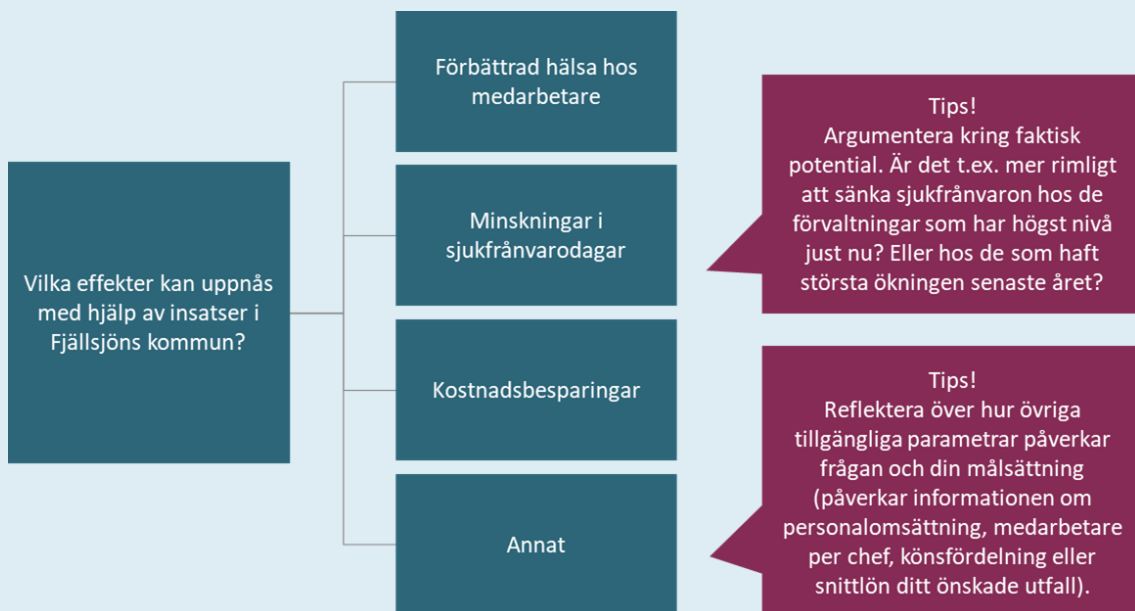 Vilka effekter kan uppnås
med hjälp av insatser i
Fjällsjöns kommun?
Förbättrad hälsa hos
medarbetare
Minskningar i
sjukfrånvarodagar
Kostnadsbesparingar
Annat
Tips!
Argumentera kring faktisk
potential. Är det t.ex. mer rimligt
att sänka sjukfrånvaron hos de
förvaltningar som har högst nivå
just nu? Eller hos de som haft
största ökningen senaste året?
Tips!
Reflektera över hur övriga
tillgängliga parametrar påverkar
frågan och din målsättning
(påverkar informationen om
personalomsättning, medarbetare
per chef, könsfördelning eller
snittlön ditt önskade utfall).